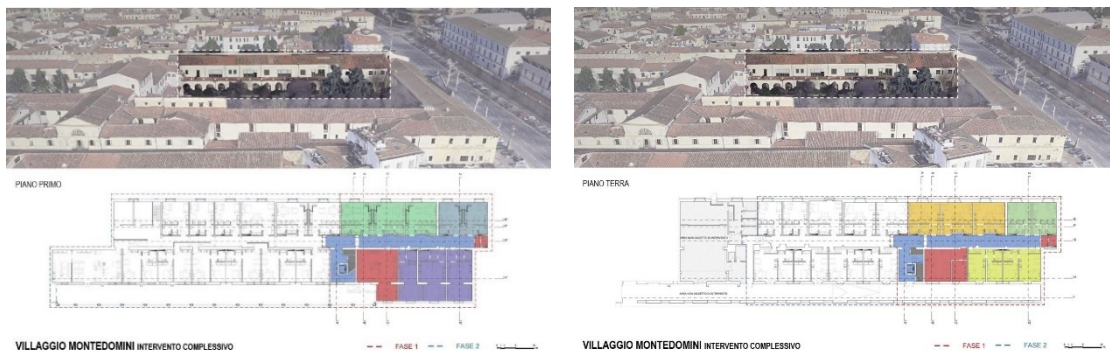 PIANO PRIMO
VILLAGGIO MONTEDOMINI INTERVENTO COMPLESSIVO
FASE 1
FASE 2
PIANO TERRA
VILLAGGIO MONTEDOMINI INTERVENTO COMPLESSIVO
FASE 1
FASE 2